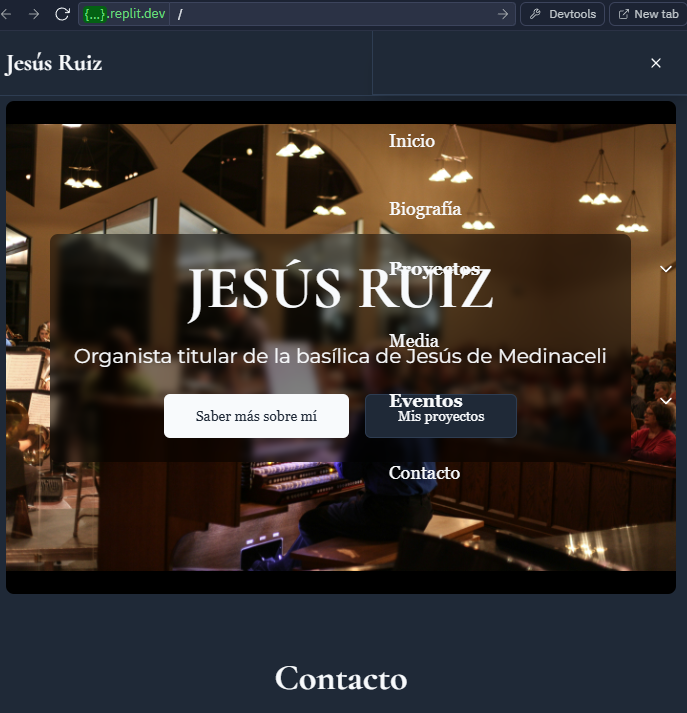 {...}.replit.dev / Devtools New tab
Jesús Ruiz
Inicio
Biografía
Proyectos
JESÚS RUIZ
Media
Organista titular de la basílica de Jesús de Medinaceli
Eventos
Saber más sobre mí
Mis proyectos
Contacto
Contacto